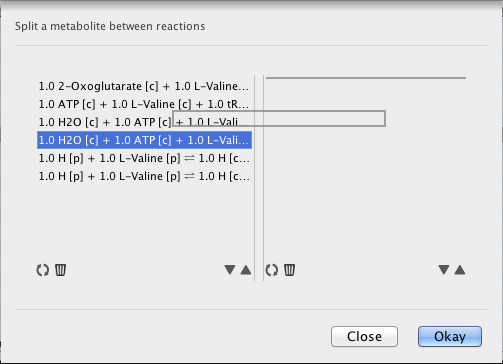 Split a metabolite between reactions
1.0 2-Oxoglutarate [c] + 1.0 L-Valine...
1.0 ATP [c] + 1.0 L-Valine [c] + 1.0 tR...
1.0 H2O [c] + 1.0 ATP [c] + 1.0 L-Vali...
1.0 H2O [c] + 1.0 ATP [c] + 1.0 L-Vali...
1.0 H [p] + 1.0 L-Valine [p] ⇌ 1.0 H [c...
1.0 H [p] + 1.0 L-Valine [p] ⇌ 1.0 H [c...
Close
Okay